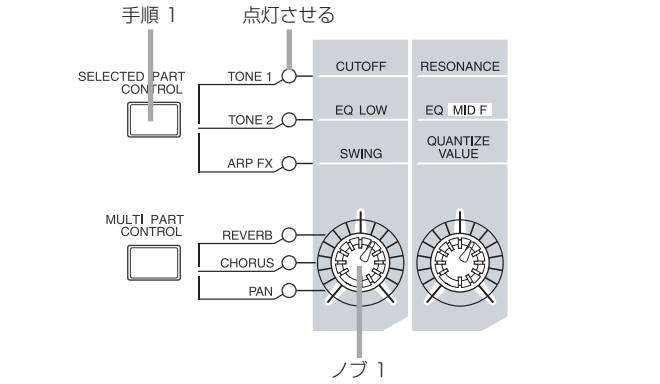 手順 1
点灯させる
SELECTED PART
CONTROL
TONE 1
CUTOFF
RESONANCE
TONE 2
EQ LOW
EQ MID F
ARP FX
SWING
QUANTIZE
VALUE
MULTI PART
CONTROL
REVERB
CHORUS
PAN
ノブ 1